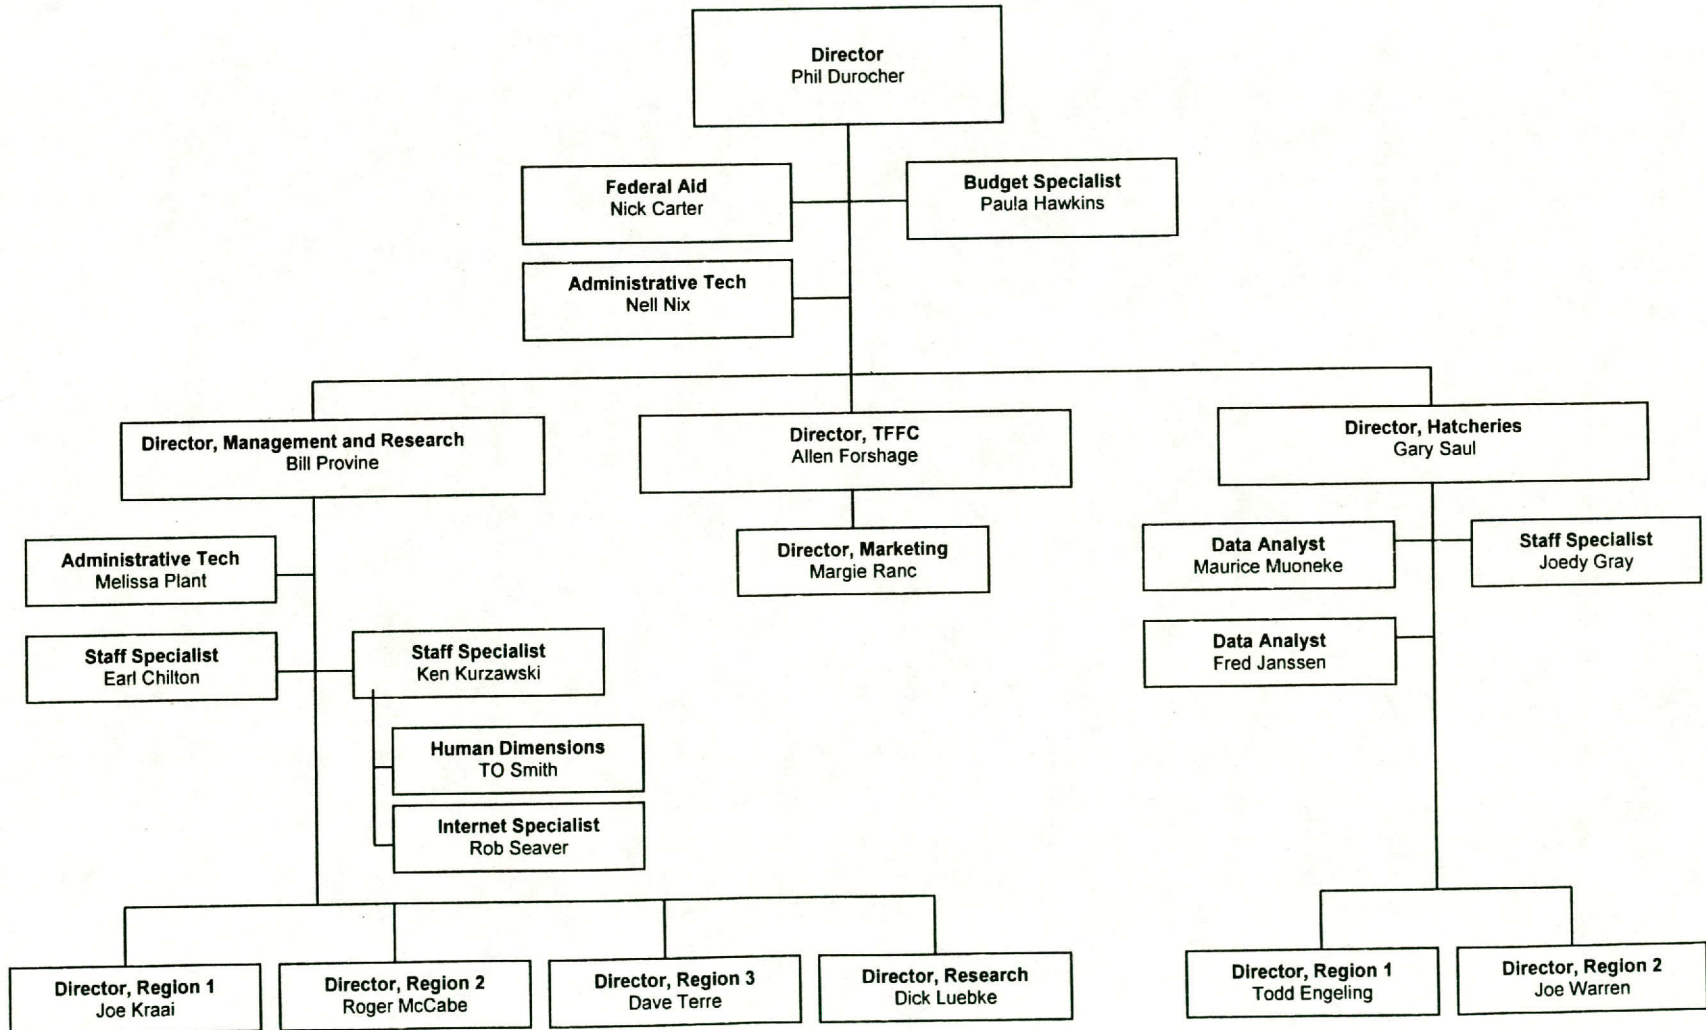 Director
Phil Durocher
Federal Aid
Nick Carter
Budget Specialist
Paula Hawkins
Administrative Tech
Nell Nix
Director, Management and Research
Bill Provine
Director, TFFC
Allen Forshage
Director, Hatcheries
Gary Saul
Administrative Tech
Melissa Plant
Director, Marketing
Margie Ranc
Data Analyst
Maurice Muoneke
Staff Specialist
Joedy Gray
Staff Specialist
Earl Chilton
Staff Specialist
Ken Kurzawski
Data Analyst
Fred Janssen
Human Dimensions
TO Smith
Internet Specialist
Rob Seaver
Director, Region 1
Joe Kraai
Director, Region 2
Roger McCabe
Director, Region 3
Dave Terre
Director, Research
Dick Luebke
Director, Region 1
Todd Engeling
Director, Region 2
Joe Warren